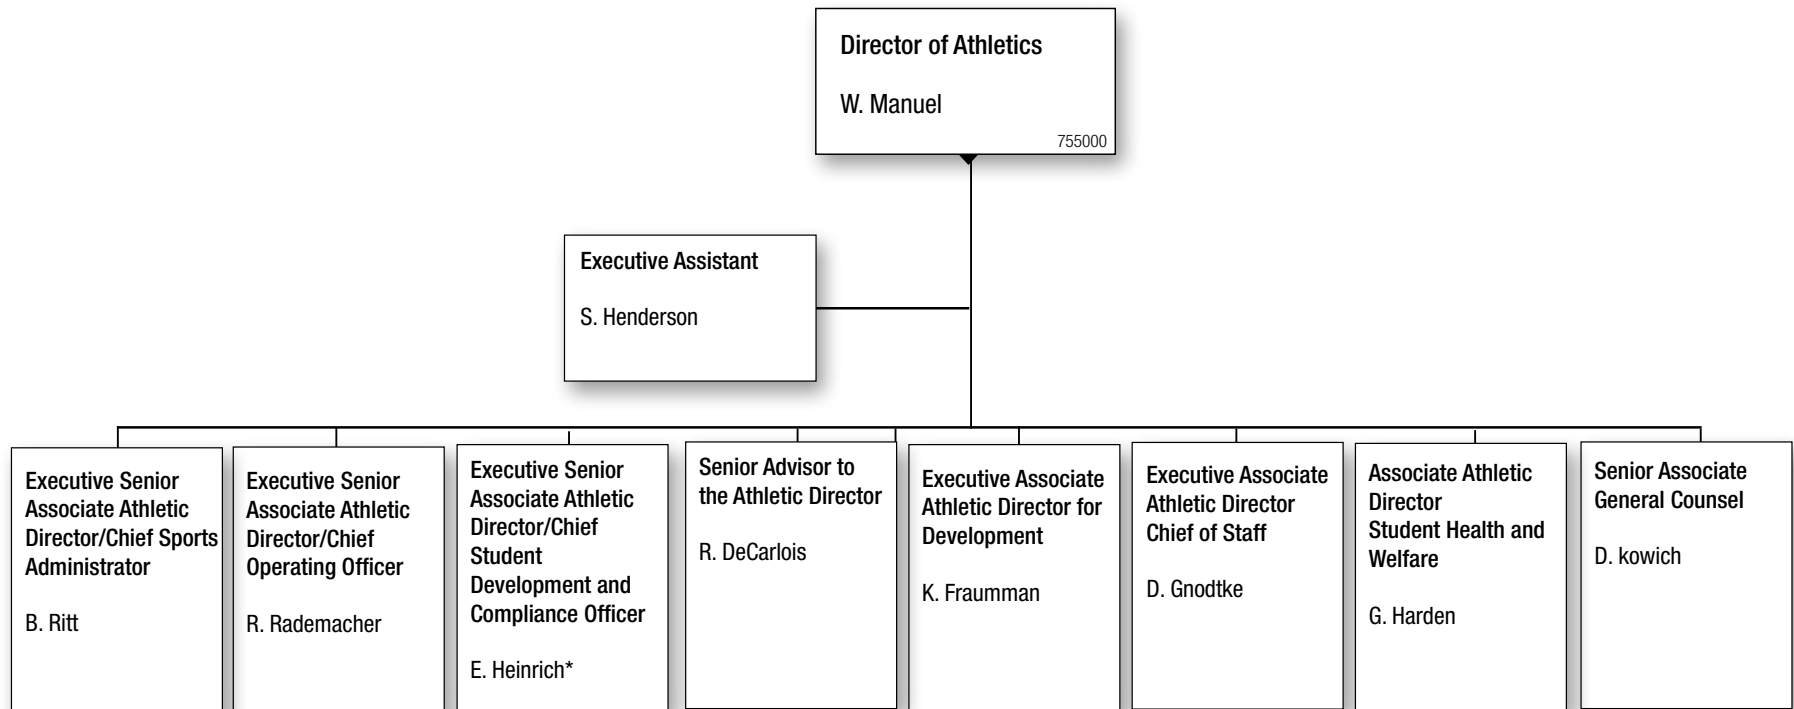 Director of Athletics
W. Manuel
755000
Executive Assistant
S. Henderson
Executive Senior
Associate Athletic
Director/Chief Sports
Administrator
B. Ritt
Executive Senior
Associate Athletic
Director/Chief
Operating Officer
R. Rademacher
Executive Senior
Associate Athletic
Director/Chief
Student
Development and
Compliance Officer
E. Heinrich*
Senior Advisor to
the Athletic Director
R. DeCarlois
Executive Associate
Athletic Director for
Development
K. Fraumman
Executive Associate
Athletic Director
Chief of Staff
D. Gnodtke
Associate Athletic
Director
Student Health and
Welfare
G. Harden
Senior Associate
General Counsel
D. kowich